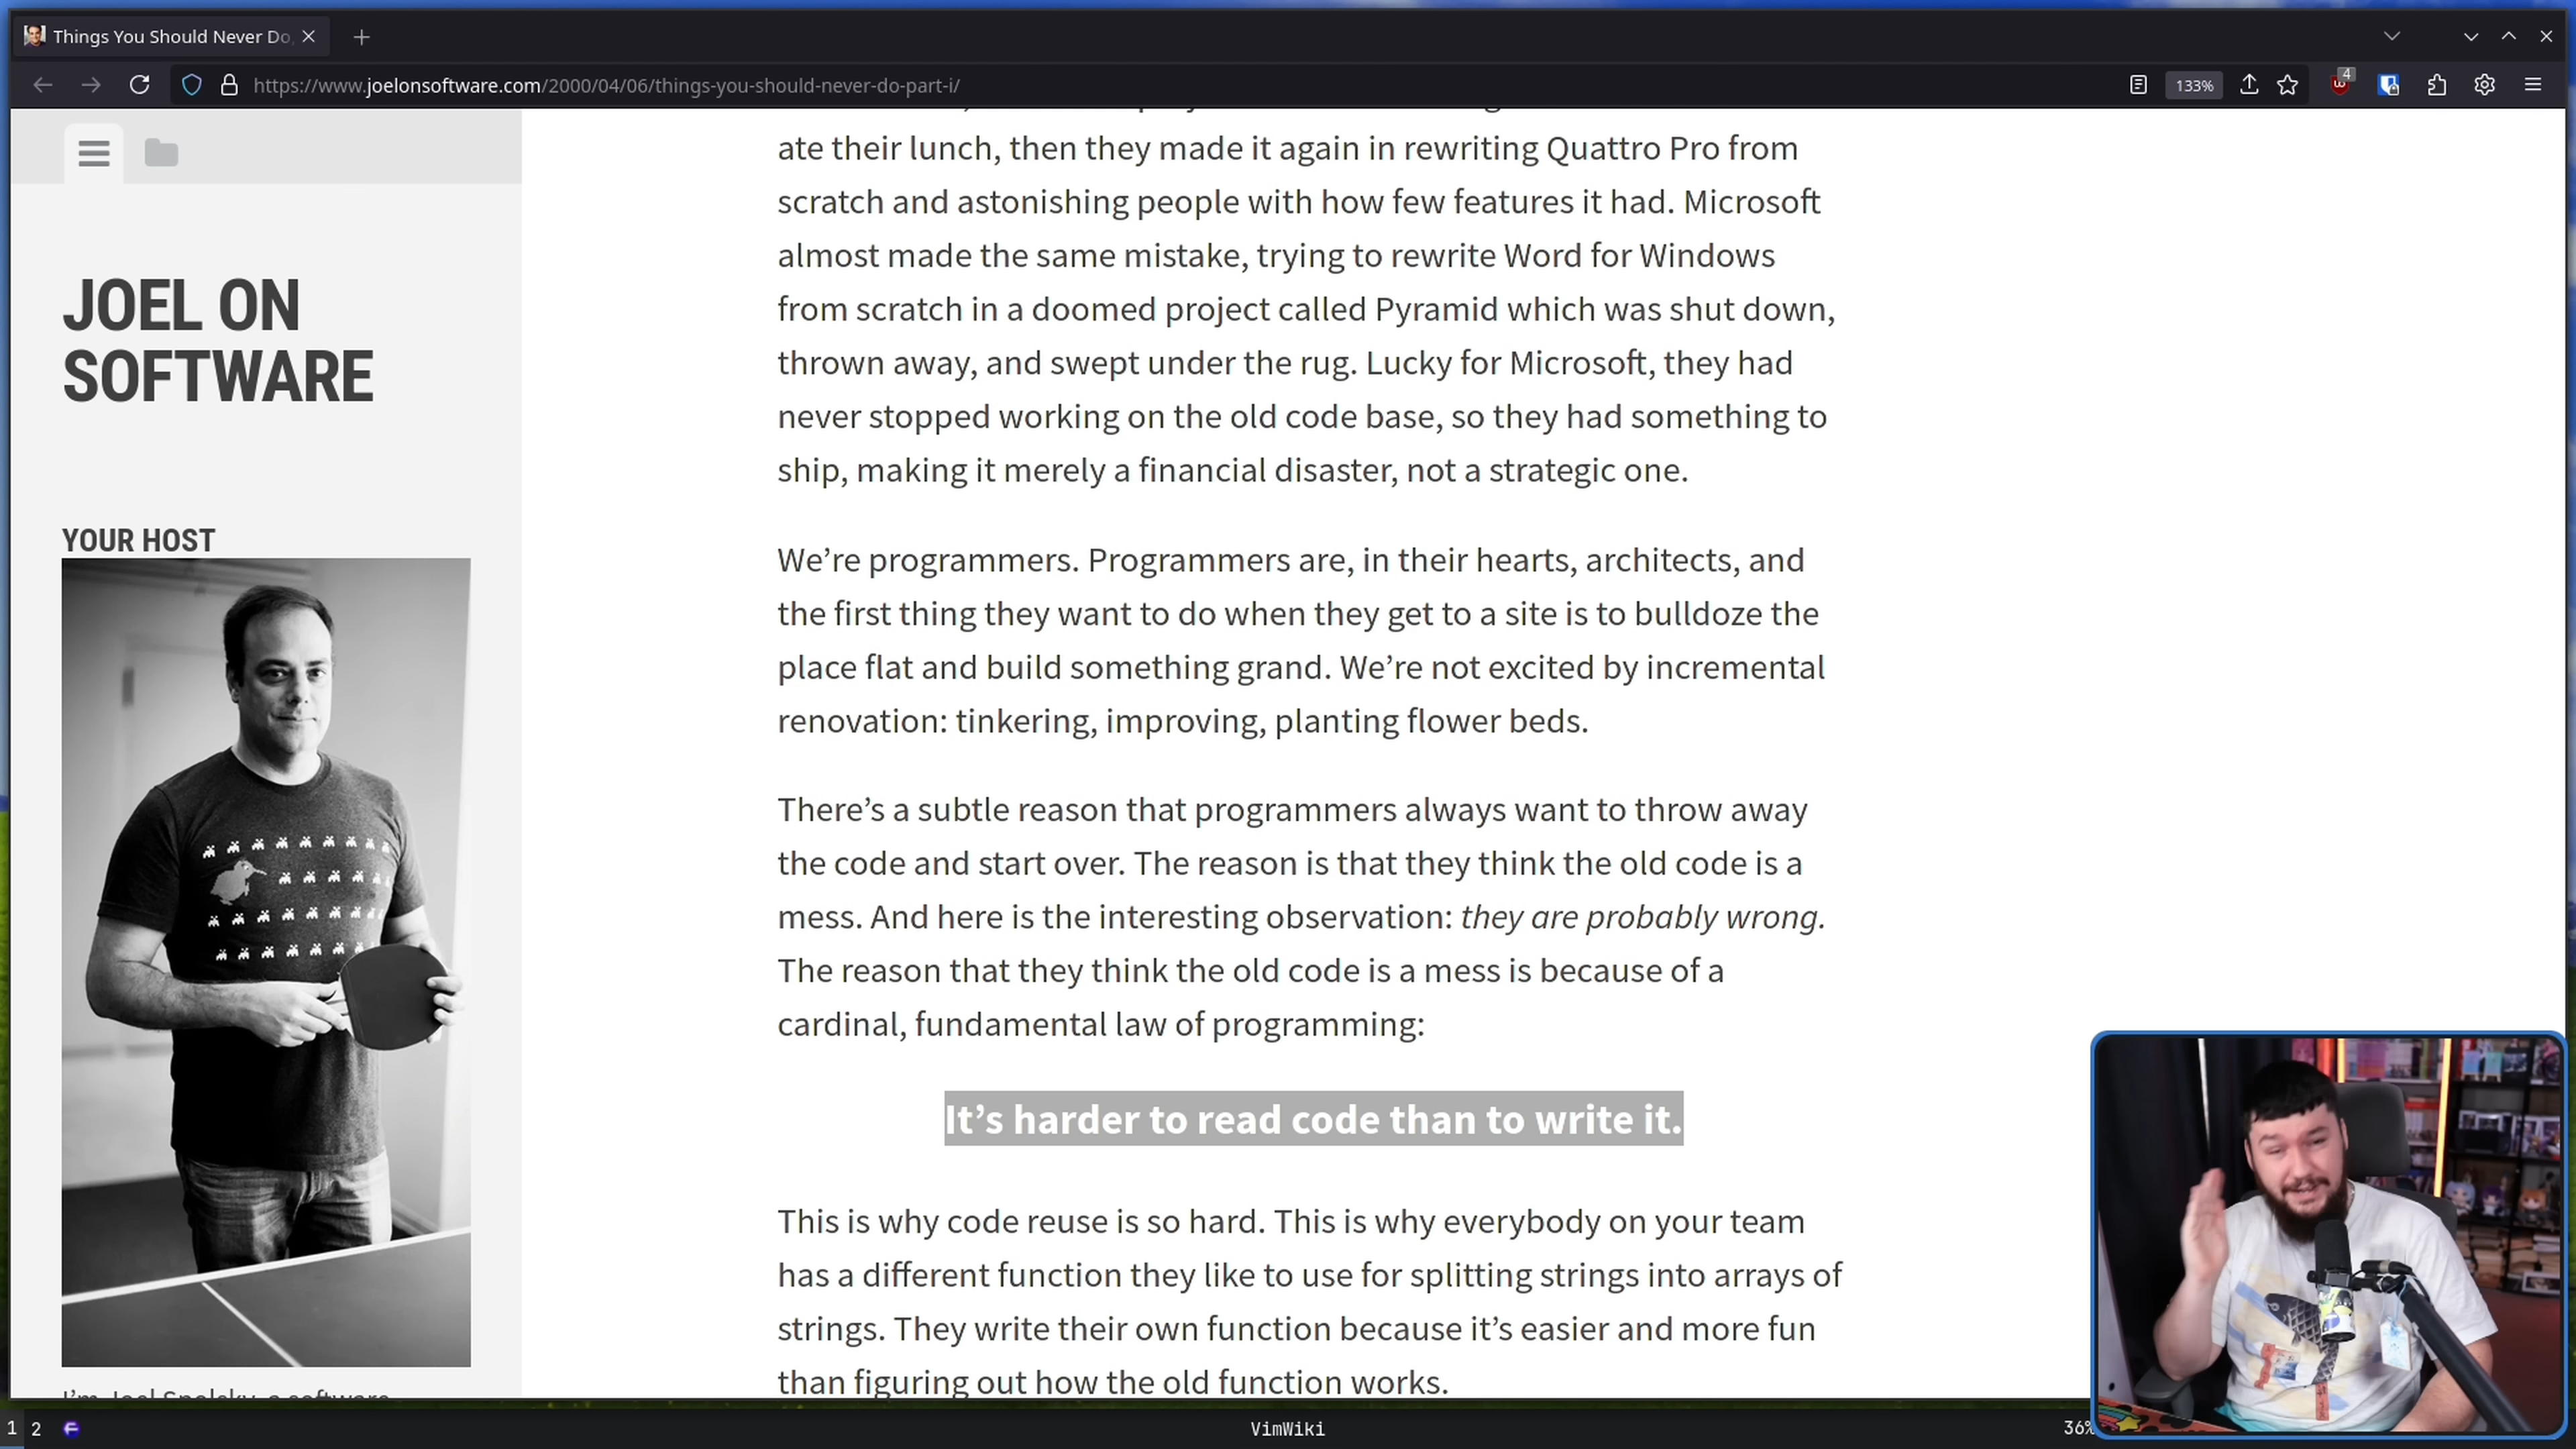 Things You Should Never Do,
https://www.joelonsoftware.com/2000/04/06/things-you-should-never-do-part-i/
133%
4
JOEL ON
SOFTWARE
YOUR HOST
I'm Joel Spolsky, a software
ate their lunch, then they made it again in rewriting Quattro Pro from
scratch and astonishing people with how few features it had. Microsoft
almost made the same mistake, trying to rewrite Word for Windows
from scratch in a doomed project called Pyramid which was shut down,
thrown away, and swept under the rug. Lucky for Microsoft, they had
never stopped working on the old code base, so they had something to
ship, making it merely a financial disaster, not a strategic one.
We’re programmers. Programmers are, in their hearts, architects, and
the first thing they want to do when they get to a site is to bulldoze the
place flat and build something grand. We’re not excited by incremental
renovation: tinkering, improving, planting flower beds.
There’s a subtle reason that programmers always want to throw away
the code and start over. The reason is that they think the old code is a
mess. And here is the interesting observation: they are probably wrong.
The reason that they think the old code is a mess is because of a
cardinal, fundamental law of programming:
It’s harder to read code than to write it.
This is why code reuse is so hard. This is why everybody on your team
has a different function they like to use for splitting strings into arrays of
strings. They write their own function because it’s easier and more fun
than figuring out how the old function works.
1 2
VimWiki
36%